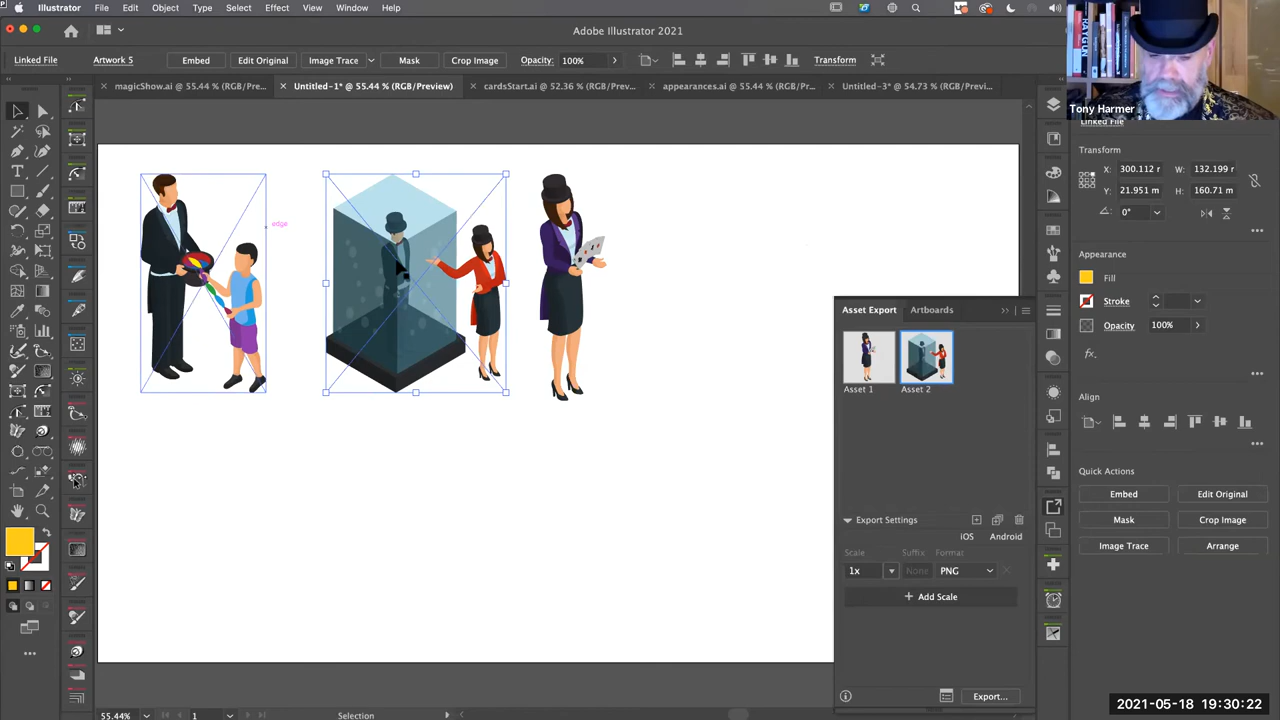 Illustrator File Edit Object Type Select Effect View Window Help
Adobe Illustrator 2021
Linked File Artwork 5 Embed Edit Original Image Trace Mask Crop Image Opacity: 100% Transform
magicShow.ai @ 55.44 % (RGB/Pre... Untitled-1* @ 55.44 % (RGB/Preview) cardsStart.ai @ 52.36 % (RGB/Prev... appearances.ai @ 55.44 % (RGB/Pr... Untitled-3* @ 54.73 % (RGB/Previ...
Tony Harmer
Linked File
Transform
X: 300.112 r W: 132.199 r
Y: 21.951 m H: 160.71 m
0°
edge
Appearance
Fill
Stroke
Opacity 100%
Asset Export Artboards
Asset 1 Asset 2
Align
Quick Actions
Embed Edit Original
Mask Crop Image
Image Trace Arrange
Export Settings
iOS Android
Scale Suffix Format
1x None PNG
+ Add Scale
Export...
55.44% 1 Selection
2021-05-18 19:30:22